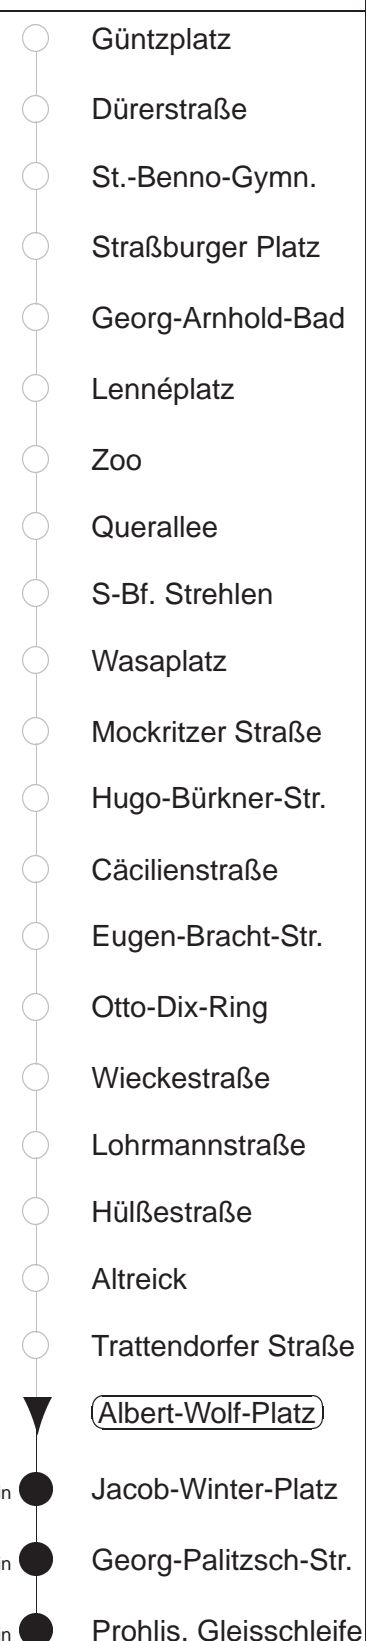 Güntzplatz
Dürerstraße
St.-Benno-Gymn.
Straßburger Platz
Georg-Arnhold-Bad
Lennéplatz
Zoo
Querallee
S-Bf. Strehlen
Wasaplatz
Mockritzer Straße
Hugo-Bürkner-Str.
Cäcilienstraße
Eugen-Bracht-Str.
Otto-Dix-Ring
Wieckestraße
Lohrmannstraße
Hülßestraße
Altreick
Trattendorfer Straße
Albert-Wolf-Platz
Jacob-Winter-Platz
Georg-Palitzsch-Str.
Prohlis, Gleisschleife